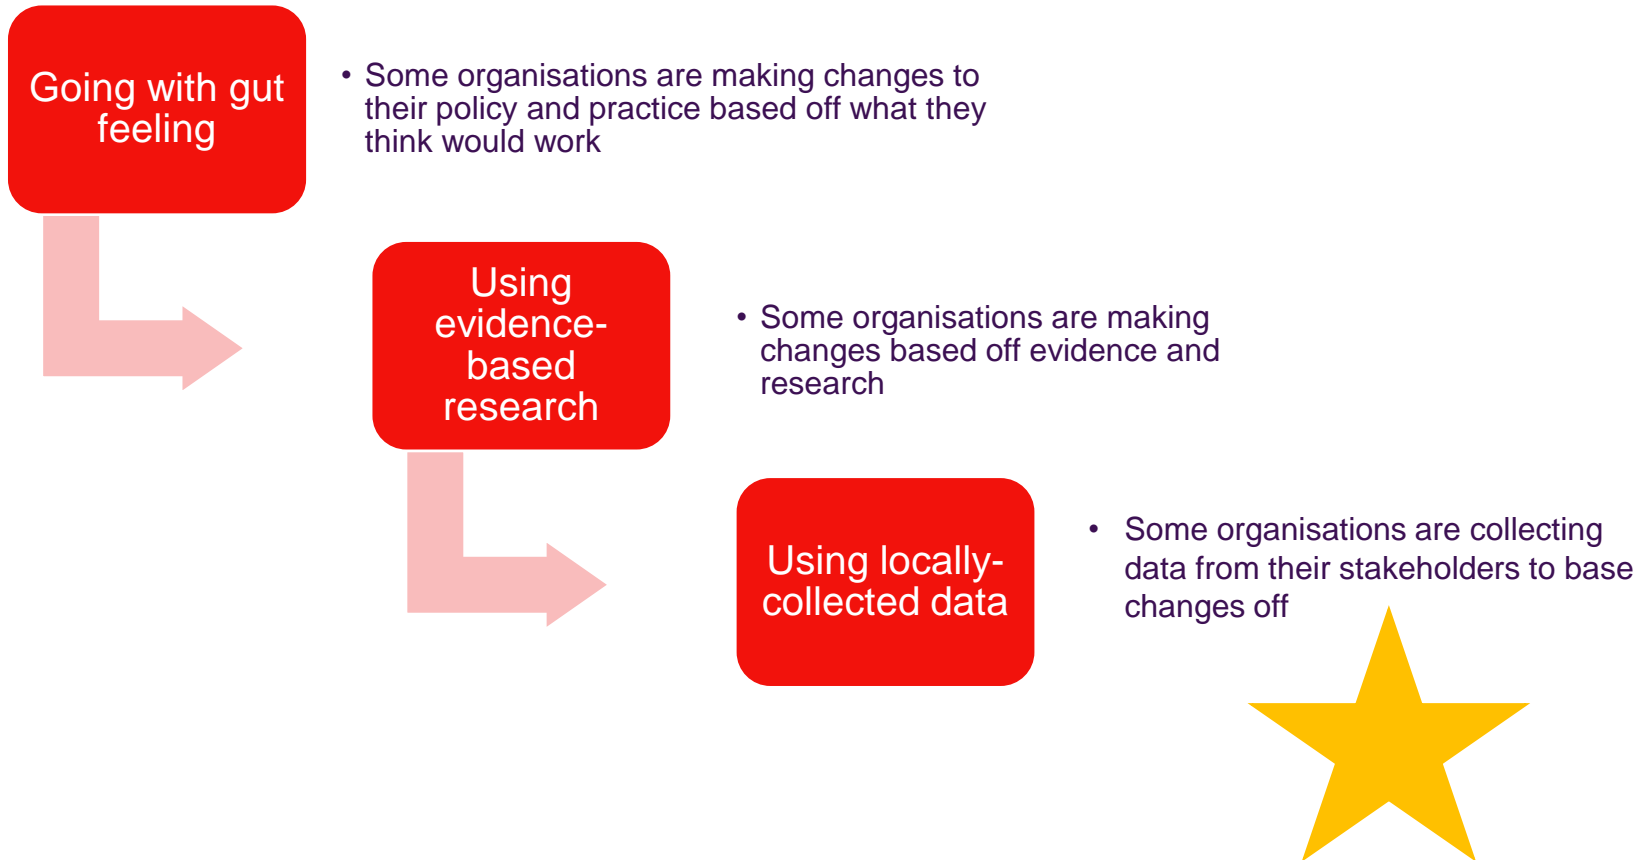 Going with gut
feeling
• Some organisations are making changes to
their policy and practice based off what they
think would work
Using
evidence-
based
research
• Some organisations are making
changes based off evidence and
research
Using locally-
collected data
• Some organisations are collecting
data from their stakeholders to base
changes off